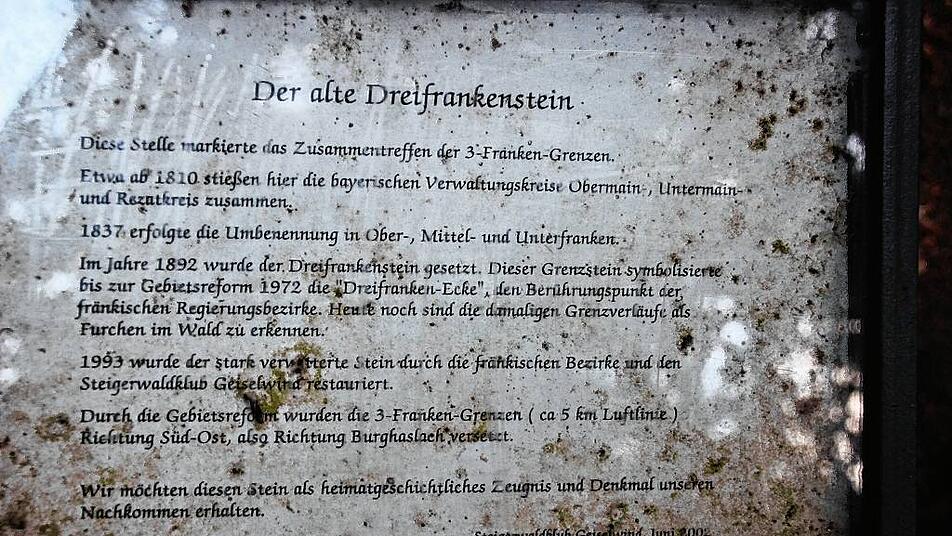 Der alte Dreifrankenstein
Diese Stelle markierte das Zusammentreffen der 3-Franken-Grenzen.
Etwa ab 1810 stießen hier die bayerischen Verwaltungskreise Obermain-, Untermain-
und Rezatkreis zusammen.
1837 erfolgte die Umbenennung in Ober-, Mittel- und Unterfranken.
Im Jahre 1892 wurde der Dreifrankenstein gesetzt. Dieser Grenzstein symbolisierte
bis zur Gebietsreform 1972 die "Dreifranken-Ecke", den Berührungspunkt der
fränkischen Regierungsbezirke. Heute noch sind die damaligen Grenzverläufe als
Furchen im Wald zu erkennen.
1993 wurde der stark verwitterte Stein durch die fränkischen Bezirke und den
Steigerwaldklub Geiselwind restauriert.
Durch die Gebietsreform wurden die 3-Franken-Grenzen ( ca 5 km Luftlinie )
Richtung Süd-Ost, also Richtung Burghaslach versetzt.
Wir möchten diesen Stein als heimatgeschichtliches Zeugnis und Denkmal unseren
Nachkommen erhalten.
Steigerwaldklub Geiselwind, Juni